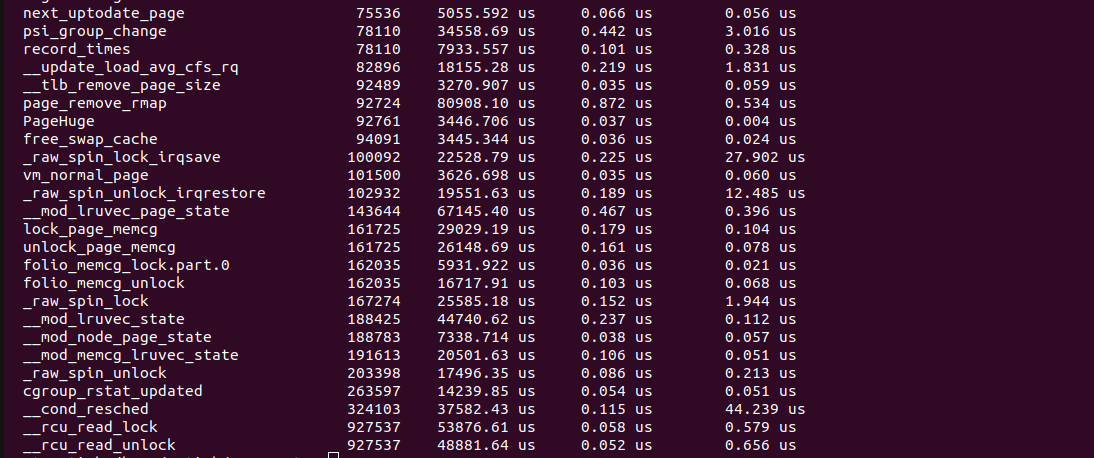 next_uptodate_page 75536 5055.592 us 0.066 us 0.056 us
psi_group_change 78110 34558.69 us 0.442 us 3.016 us
record_times 78110 7933.557 us 0.101 us 0.328 us
__update_load_avg_cfs_rq 82896 18155.28 us 0.219 us 1.831 us
__tlb_remove_page_size 92489 3270.907 us 0.035 us 0.059 us
page_remove_rmap 92724 80908.10 us 0.872 us 0.534 us
PageHuge 92761 3446.706 us 0.037 us 0.004 us
free_swap_cache 94091 3445.344 us 0.036 us 0.024 us
_raw_spin_lock_irqsave 100092 22528.79 us 0.225 us 27.902 us
vm_normal_page 101500 3626.698 us 0.035 us 0.060 us
_raw_spin_unlock_irqrestore 102932 19551.63 us 0.189 us 12.485 us
__mod_lruvec_page_state 143644 67145.40 us 0.467 us 0.396 us
lock_page_memcg 161725 29029.19 us 0.179 us 0.104 us
unlock_page_memcg 161725 26148.69 us 0.161 us 0.078 us
folio_memcg_lock.part.0 162035 5931.922 us 0.036 us 0.021 us
folio_memcg_unlock 162035 16717.91 us 0.103 us 0.068 us
_raw_spin_lock 167274 25585.18 us 0.152 us 1.944 us
__mod_lruvec_state 188425 44740.62 us 0.237 us 0.112 us
__mod_node_page_state 188783 7338.714 us 0.038 us 0.057 us
__mod_memcg_lruvec_state 191613 20501.63 us 0.106 us 0.051 us
_raw_spin_unlock 203398 17496.35 us 0.086 us 0.213 us
cgroup_rstat_updated 263597 14239.85 us 0.054 us 0.051 us
__cond_resched 324103 37582.43 us 0.115 us 44.239 us
__rcu_read_lock 927537 53876.61 us 0.058 us 0.579 us
__rcu_read_unlock 927537 48881.64 us 0.052 us 0.656 us